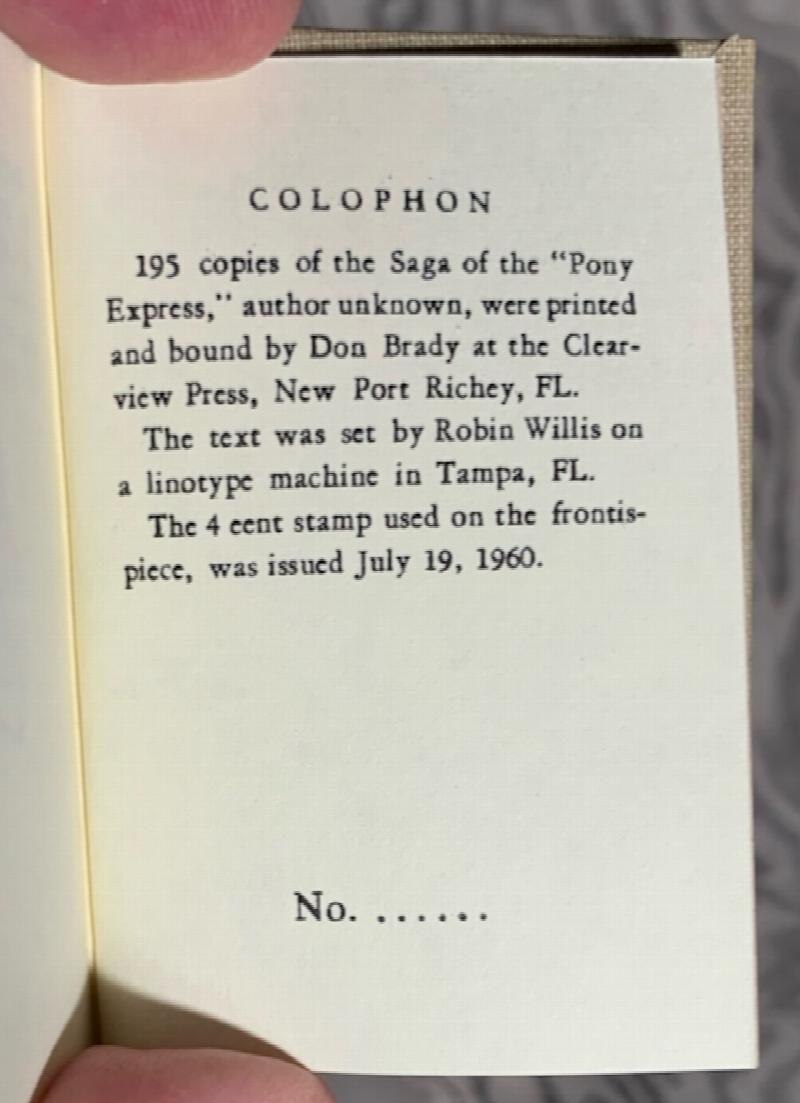 COLOPHON
195 copies of the Saga of the “Pony
Express,” author unknown, were printed
and bound by Don Brady at the Clear-
view Press, New Port Richey, FL.
The text was set by Robin Willis on
a linotype machine in Tampa, FL.
The 4 eent stamp used on the frontis-
piece, was issued July 19, 1960.
No. ......